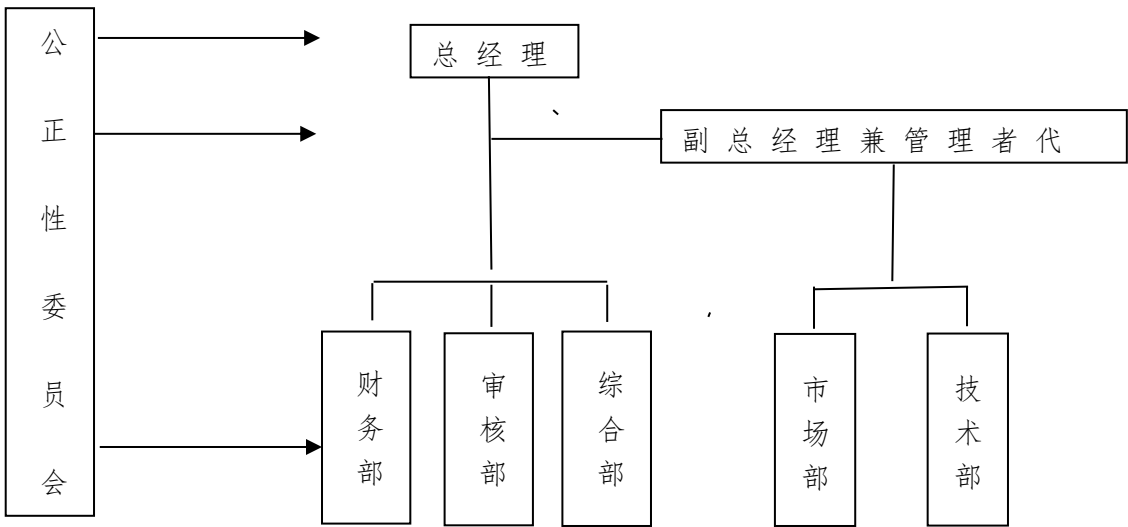 公正性委员会
总经理
副总经理兼管理者代
财务部
审核部
综合部
市场部
技术部